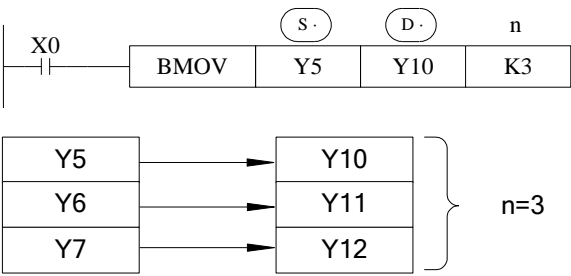 S · D · n
X0
BMOV Y5 Y10 K3
Y5 Y10
Y6 Y11 n=3
Y7 Y12